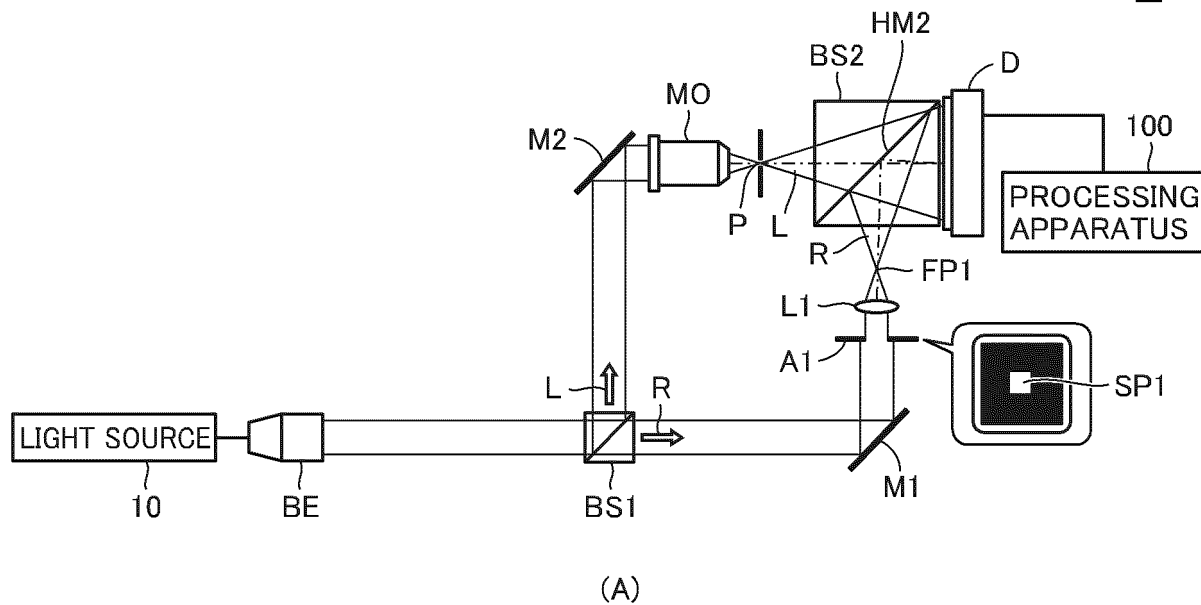 HM2
BS2
D
MO
M2
100
PROCESSING
APPARATUS
P
L
R
FP1
L1
A1
SP1
L
R
LIGHT SOURCE
M1
10
BE
BS1
(A)